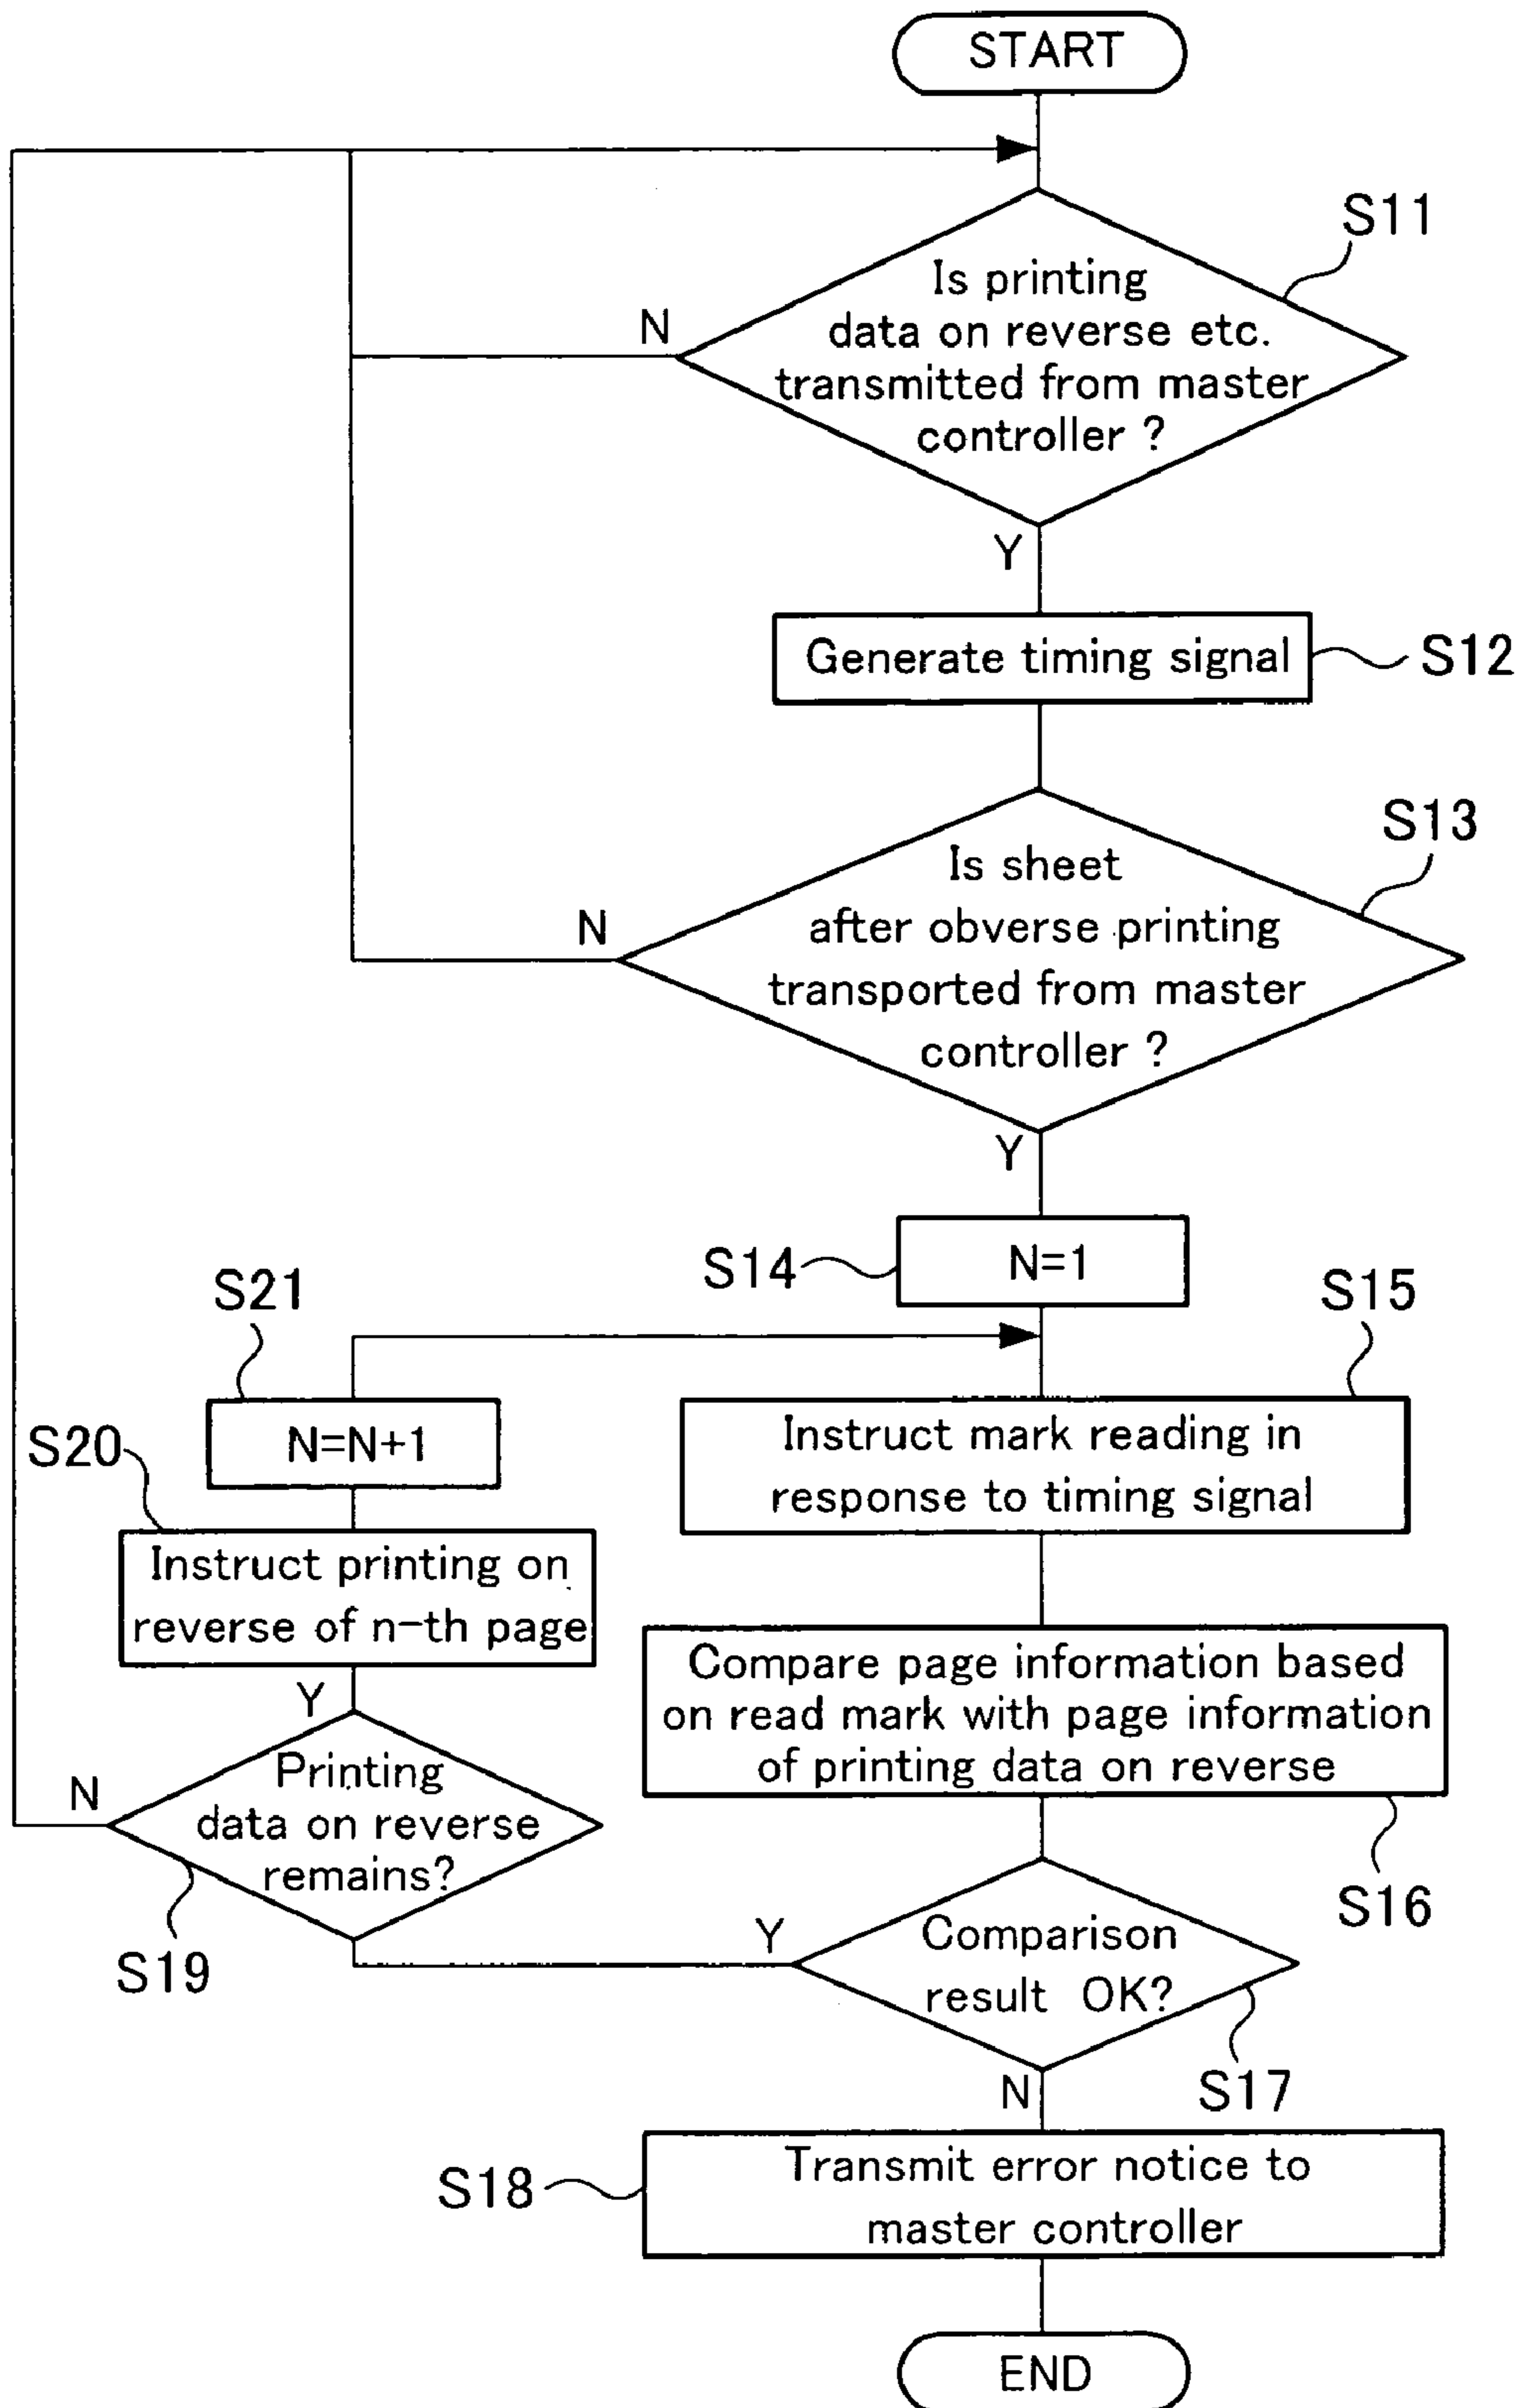 START
S11
Is printing
data on reverse etc.
transmitted from master
controller ?
N
Y
Generate timing signal
S12
S13
Is sheet
after obverse printing
transported from master
controller ?
N
Y
S14
N=1
S21
N=N+1
S15
Instruct mark reading in
response to timing signal
S20
Instruct printing on
reverse of n-th page
Y
Compare page information based
on read mark with page information
of printing data on reverse
S16
N
Printing
data on reverse
remains?
S19
Y
Comparison
result OK?
S17
N
S18
Transmit error notice to
master controller
END